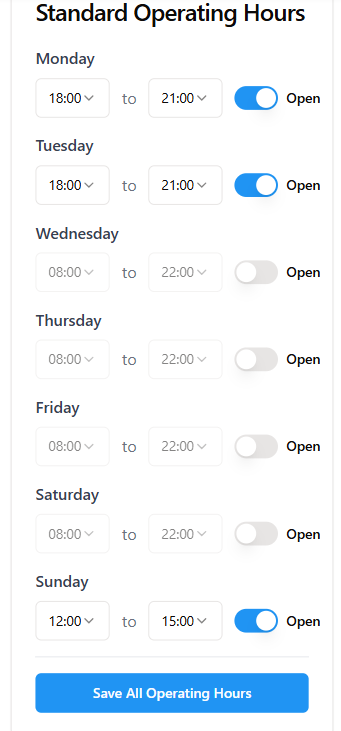 Standard Operating Hours
Monday
18:00 to 21:00 Open
Tuesday
18:00 to 21:00 Open
Wednesday
08:00 to 22:00 Open
Thursday
08:00 to 22:00 Open
Friday
08:00 to 22:00 Open
Saturday
08:00 to 22:00 Open
Sunday
12:00 to 15:00 Open
Save All Operating Hours